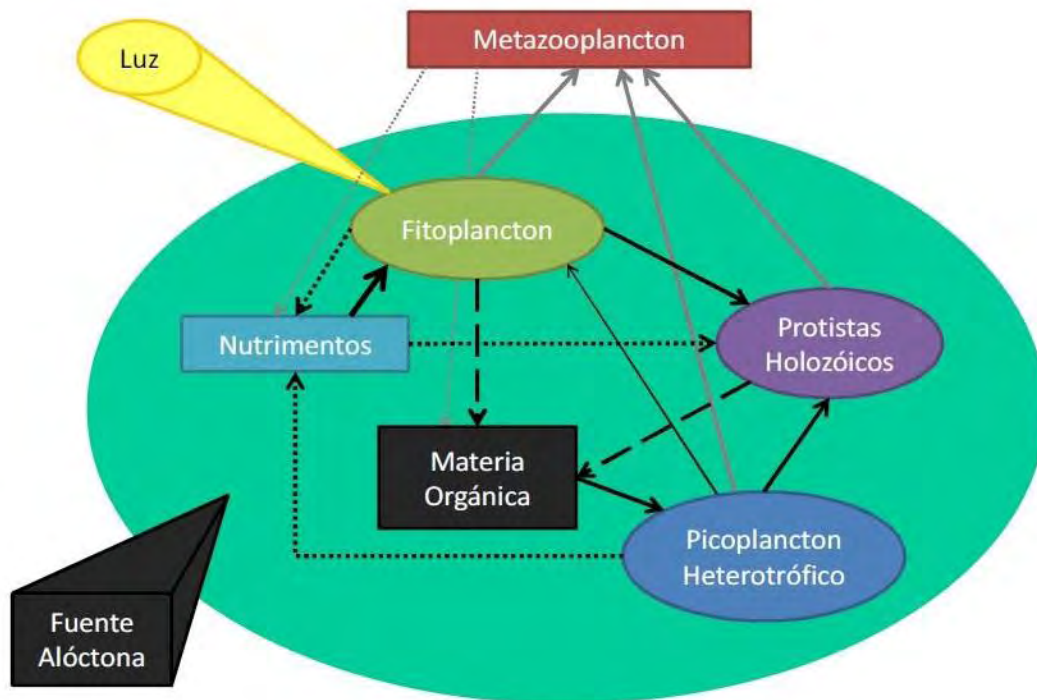 Metazooplancton
Luz
Fitoplancton
Nutrimentos
Protistas
Holozóicos
Materia
Orgánica
Picoplancton
Heterotrófico
Fuente
Alóctona